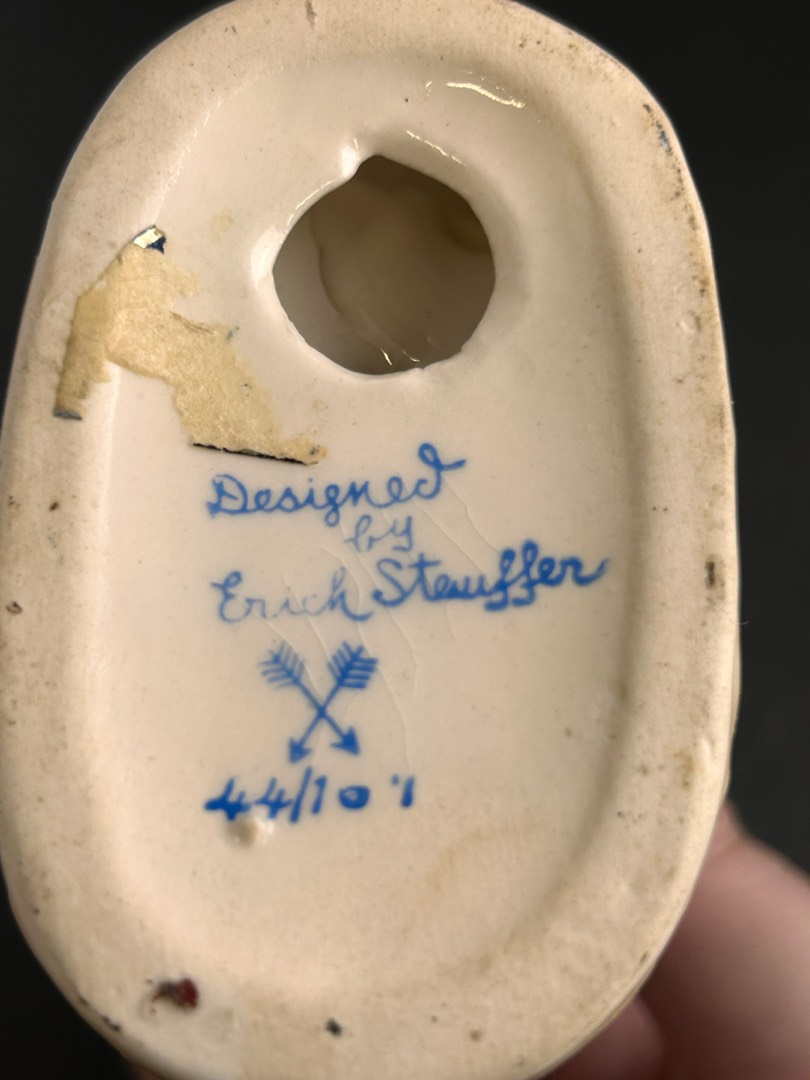 Designed
by
Erich Stauffer
44/101